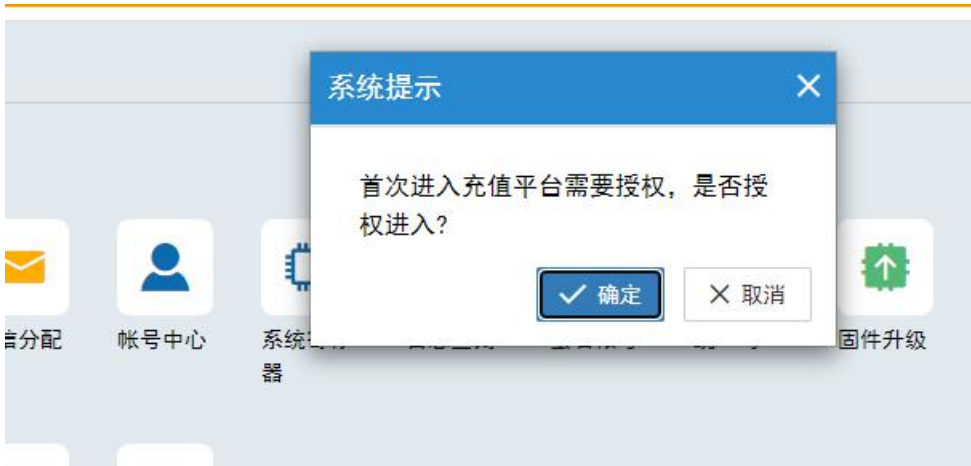 系统提示
首次进入充值平台需要授权，是否授
权进入?
确定
取消
分配
帐号中心
系统
器
固件升级